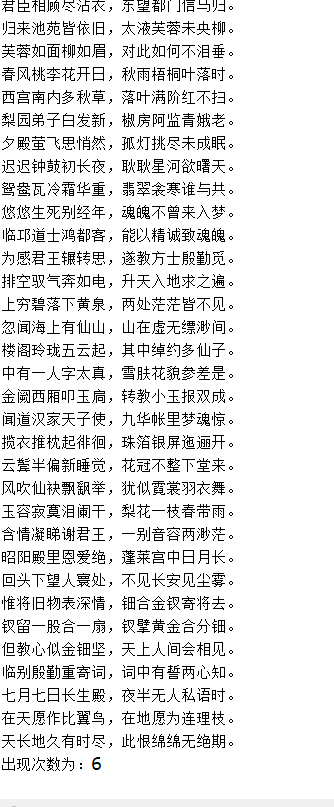 君臣相顾尽沾衣，东望都门信马归。
归来池苑皆依旧，太液芙蓉未央柳。
芙蓉如面柳如眉，对此如何不泪垂。
春风桃李花开日，秋雨梧桐叶落时。
西宫南内多秋草，落叶满阶红不扫。
梨园弟子白发新，椒房阿监青娥老。
夕殿萤飞思悄然，孤灯挑尽未成眠。
迟迟钟鼓初长夜，耿耿星河欲曙天。
鸳鸯瓦冷霜华重，翡翠衾寒谁与共。
悠悠生死别经年，魂魄不曾来入梦。
临邛道士鸿都客，能以精诚致魂魄。
为感君王辗转思，遂教方士殷勤觅。
排空驭气奔如电，升天入地求之遍。
上穷碧落下黄泉，两处茫茫皆不见。
忽闻海上有仙山，山在虚无缥渺间。
楼阁玲珑五云起，其中绰约多仙子。
中有一人字太真，雪肤花貌参差是。
金阙西厢叩玉扃，转教小玉报双成。
闻道汉家天子使，九华帐里梦魂惊。
揽衣推枕起徘徊，珠箔银屏迤逦开。
云鬓半偏新睡觉，花冠不整下堂来。
风吹仙袂飘飖举，犹似霓裳羽衣舞。
玉容寂寞泪阑干，梨花一枝春带雨。
含情凝睇谢君王，一别音容两渺茫。
昭阳殿里恩爱绝，蓬莱宫中日月长。
回头下望人寰处，不见长安见尘雾。
惟将旧物表深情，钿合金钗寄将去。
钗留一股合一扇，钗擘黄金合分钿。
但教心似金钿坚，天上人间会相见。
临别殷勤重寄词，词中有誓两心知。
七月七日长生殿，夜半无人私语时。
在天愿作比翼鸟，在地愿为连理枝。
天长地久有时尽，此恨绵绵无绝期。
出现次数为：6